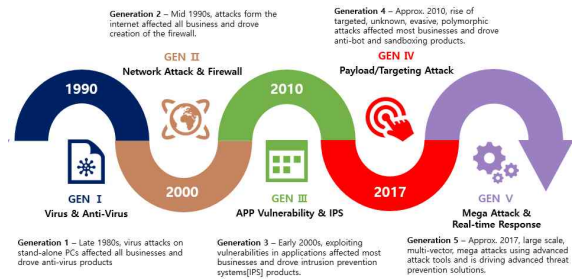 Generation 2 – Mid 1990s, attacks form the
internet affected all business and drove
creation of the firewall.
Generation 4 – Approx. 2010, rise of
targeted, unknown, evasive, polymorphic
attacks affected most businesses and drove
anti-bot and sandboxing products.
GEN Ⅱ
Network Attack & Firewall
GEN Ⅳ
Payload/Targeting Attack
1990
2010
2000
2017
GEN Ⅰ
Virus & Anti-Virus
GEN Ⅲ
APP Vulnerability & IPS
GEN Ⅴ
Mega Attack &
Real-time Response
Generation 1 – Late 1980s, virus attacks on
stand-alone PCs affected all businesses and
drove anti-virus products
Generation 3 – Early 2000s, exploiting
vulnerabilities in applications affected most
businesses and drove intrusion prevention
systems[IPS] products.
Generation 5 – Approx. 2017, large scale,
multi-vector, mega attacks using advanced
attack tools and is driving advanced threat
prevention solutions.